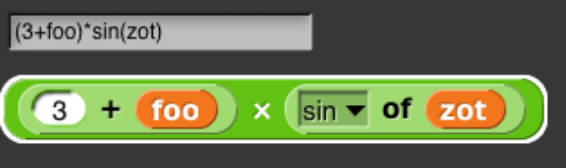 (3+foo)*sin(zot)
3 + foo × sin of zot